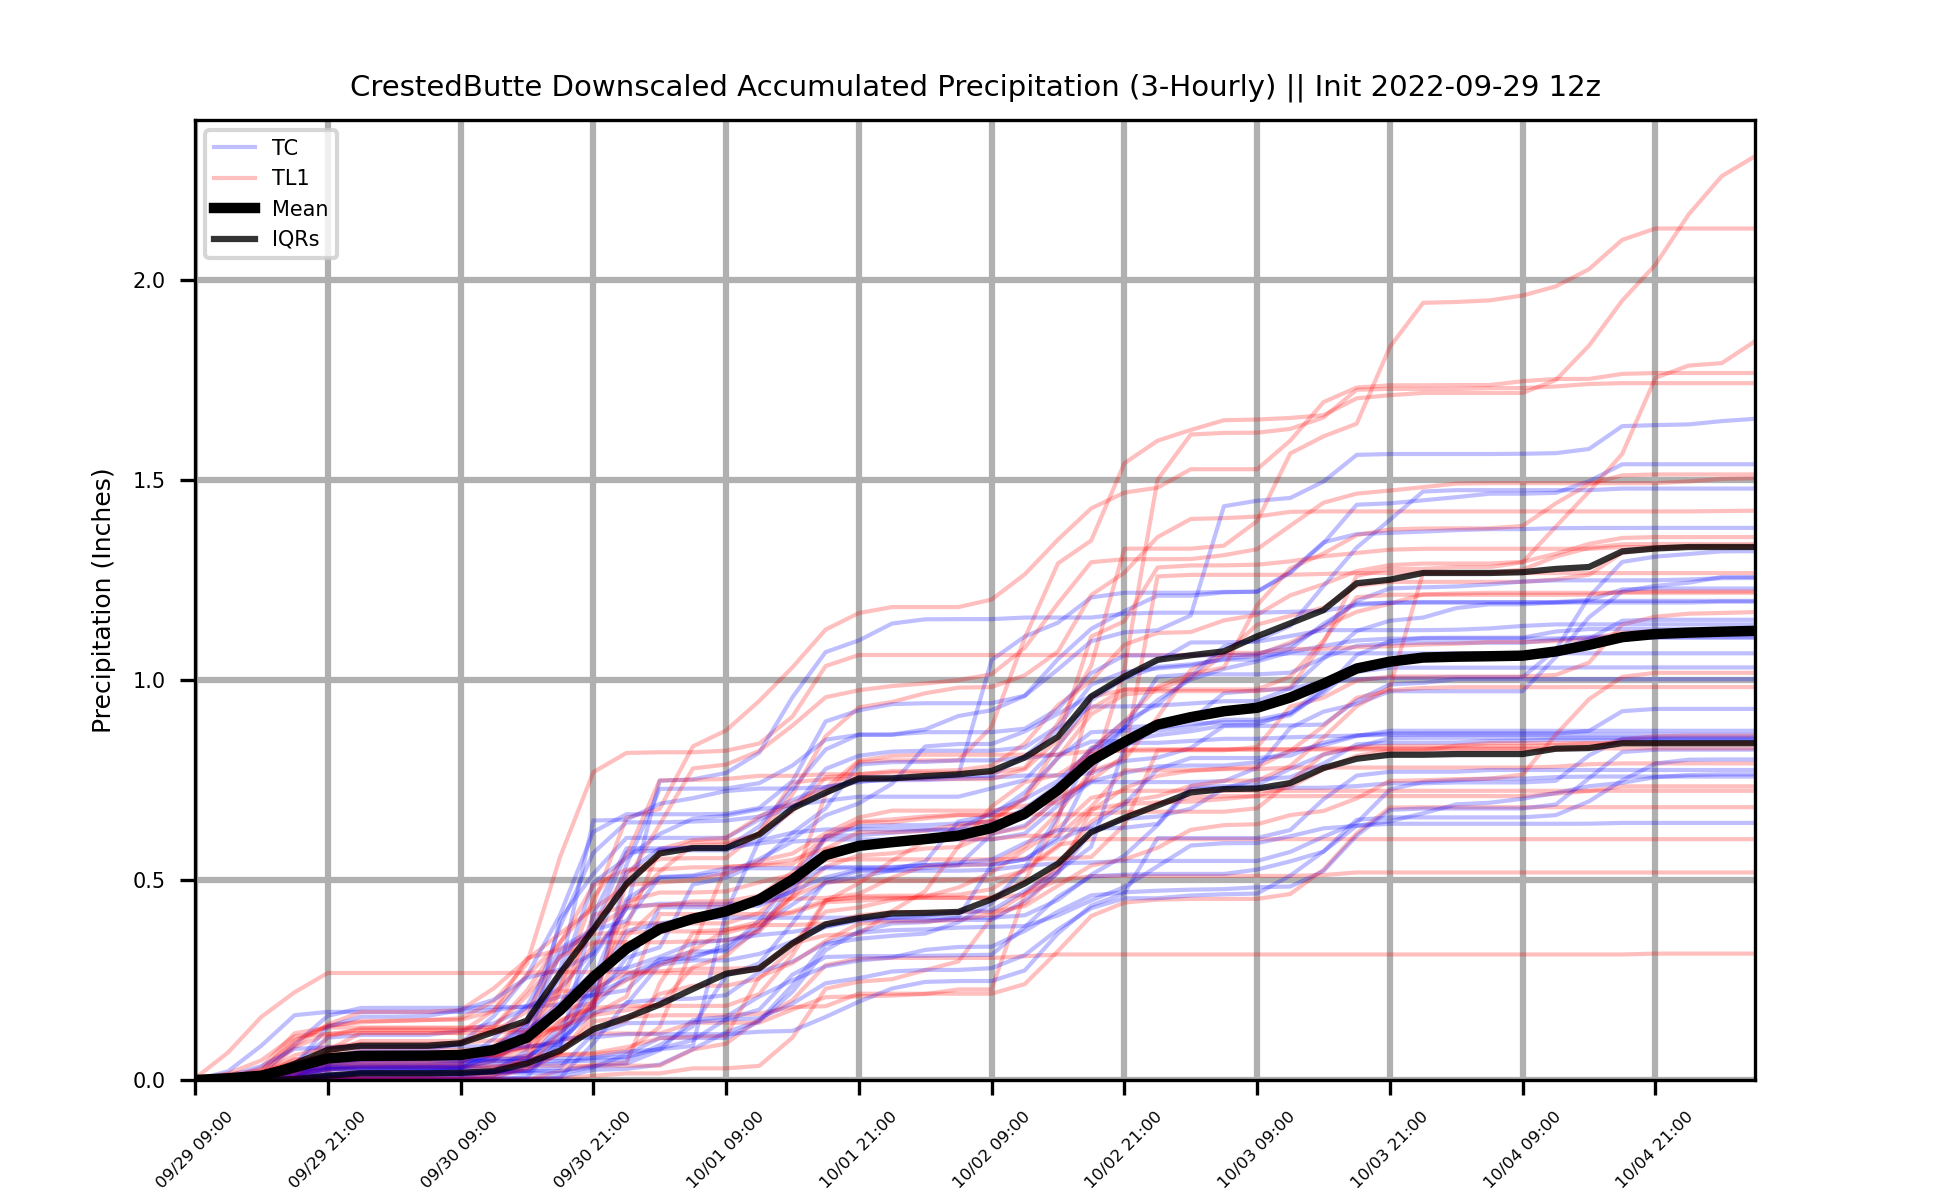 CrestedButte Downscaled Accumulated Precipitation (3-Hourly) || Init 2022-09-29 12z
TC
TL1
Mean
IQRs
Precipitation (Inches)
2.0
1.5
1.0
0.5
0.0
09/29 09:00
09/29 21:00
09/30 09:00
09/30 21:00
10/01 09:00
10/01 21:00
10/02 09:00
10/02 21:00
10/03 09:00
10/03 21:00
10/04 09:00
10/04 21:00